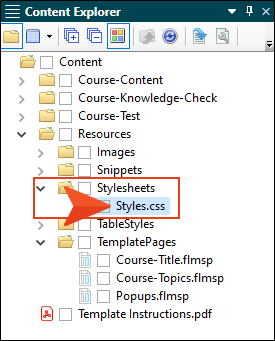 Content Explorer
Content
Course-Content
Course-Knowledge-Check
Course-Test
Resources
Images
Snippets
Stylesheets
Styles.css
TableStyles
TemplatePages
Course-Title.flmsp
Course-Topics.flmsp
Popups.flmsp
Template Instructions.pdf